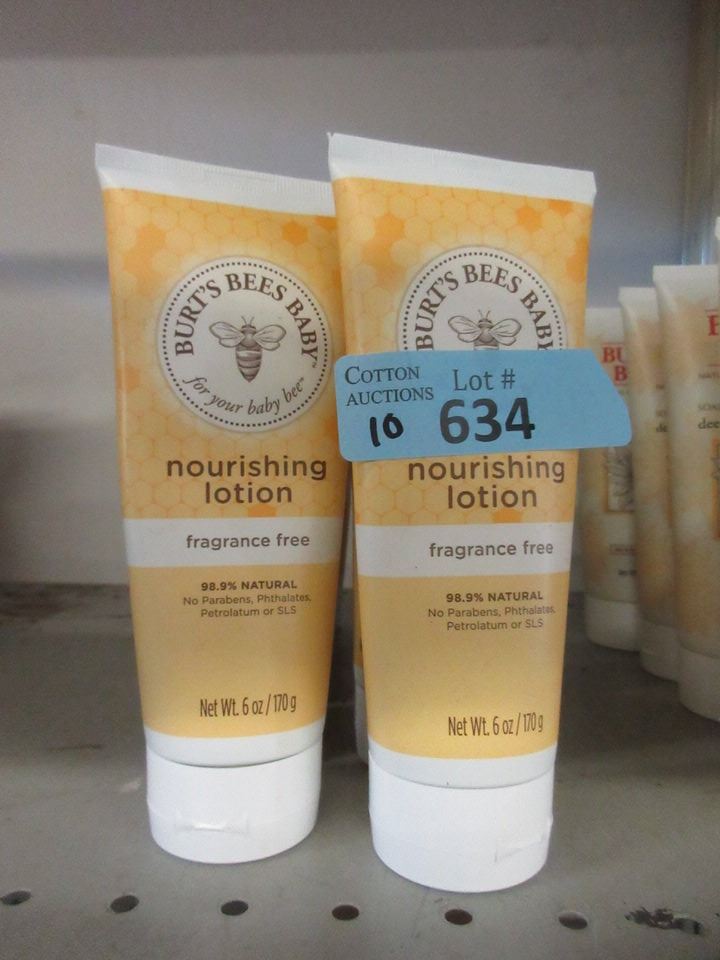 BURT'S BEES BABY™
for your baby bee™
nourishing
lotion
fragrance free
98.9% NATURAL
No Parabens, Phthalates,
Petrolatum or SLS
Net Wt. 6 oz / 170 g
BURT'S BEES BABY
COTTON
AUCTIONS
Lot #
10
634
nourishing
lotion
fragrance free
98.9% NATURAL
No Parabens, Phthalates,
Petrolatum or SLS
Net Wt. 6 oz / 170 g